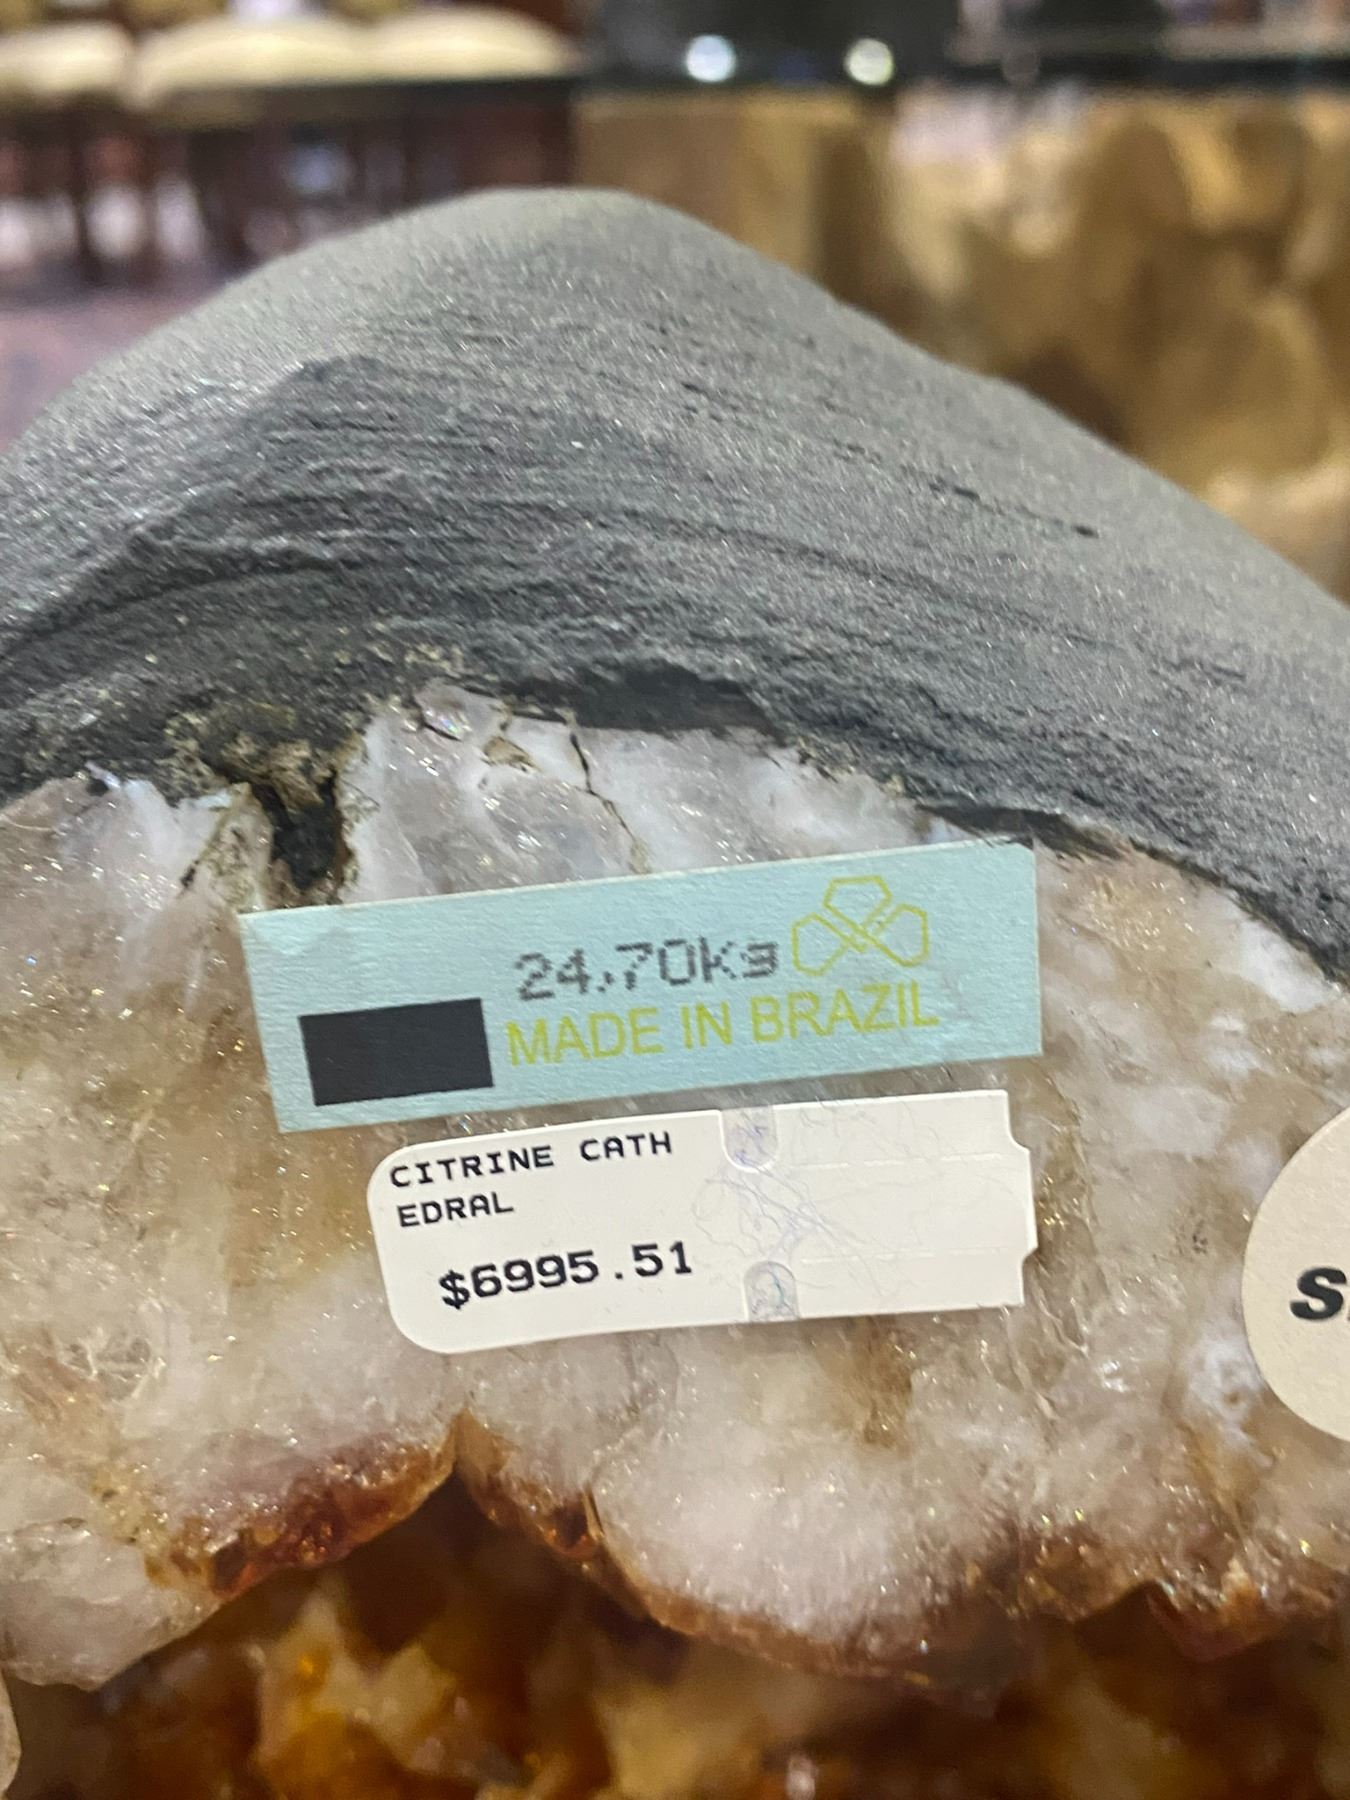 24.70kg
MADE IN BRAZIL
CITRINE CATH
EDRAL
$6995.51